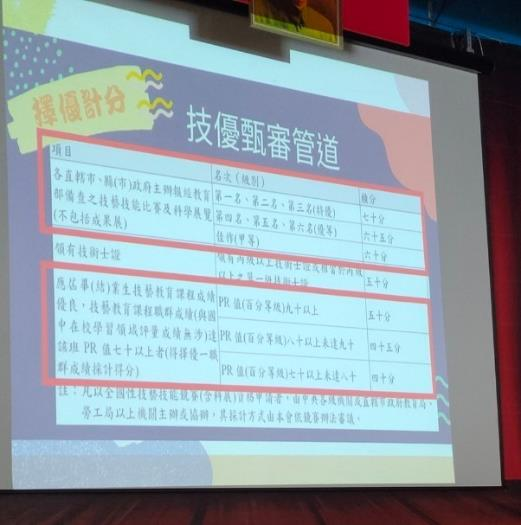 擇優計分
技優甄審管道
項目 名次(級別) 積分
各直轄市、縣(市)政府主辦報經教育
部備查之技藝技能比賽及科學展覽
(不包括成果展)
第一名、第二名、第三名(特優) 七十分
第四名、第五名、第六名(優等) 六十五分
佳作(甲等) 六十分
領有技術士證
領有丙級以上技術士證或相當於丙級
以上之單一級技術士證 五十分
應屆畢(結)業生技藝教育課程成績
優良,技藝教育課程職群成績(與國
中在校學習領域評量成績無涉)達
該班 PR 值七十以上者(得擇優一職
群成績採計得分)
PR 值(百分等級)九十以上 五十分
PR 值(百分等級)八十以上未達九十 四十五分
PR 值(百分等級)七十以上未達八十 四十分
註:凡以全國性技藝技能競賽(含科展)資格申請者,由中央各級機關或直轄市政府教育局、
勞工局以上機關主辦或協辦,其採計方式由本會依競賽辦法審議。